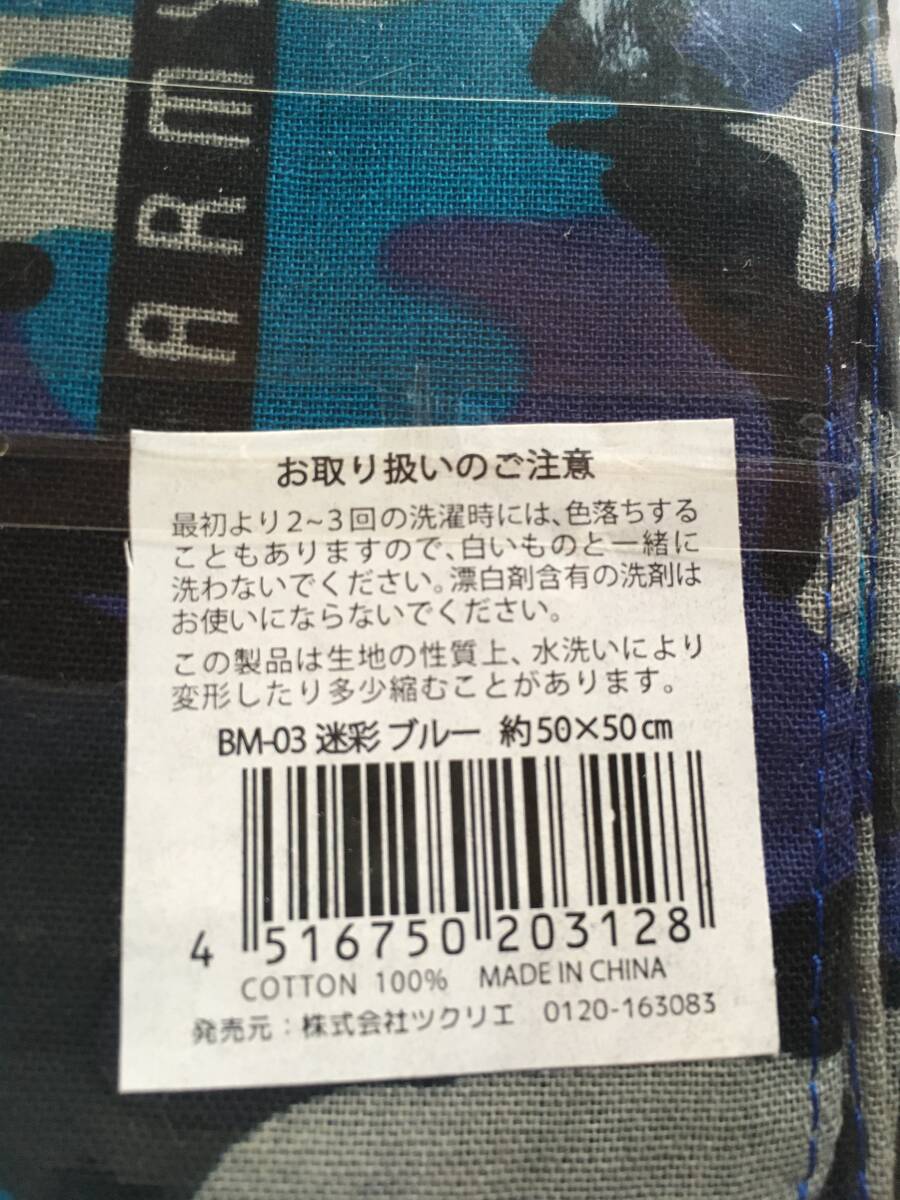 ARMY
お取り扱いのご注意
最初より2~3回の洗濯時には、色落ちする
こともありますので、白いものと一緒に
洗わないでください。漂白剤含有の洗剤は
お使いにならないでください。
この製品は生地の性質上、水洗いにより
変形したり多少縮むことがあります。
BM-03 迷彩 ブルー 約50×50cm
4 516750 203128
COTTON 100% MADE IN CHINA
発売元：株式会社ツクリエ 0120-163083